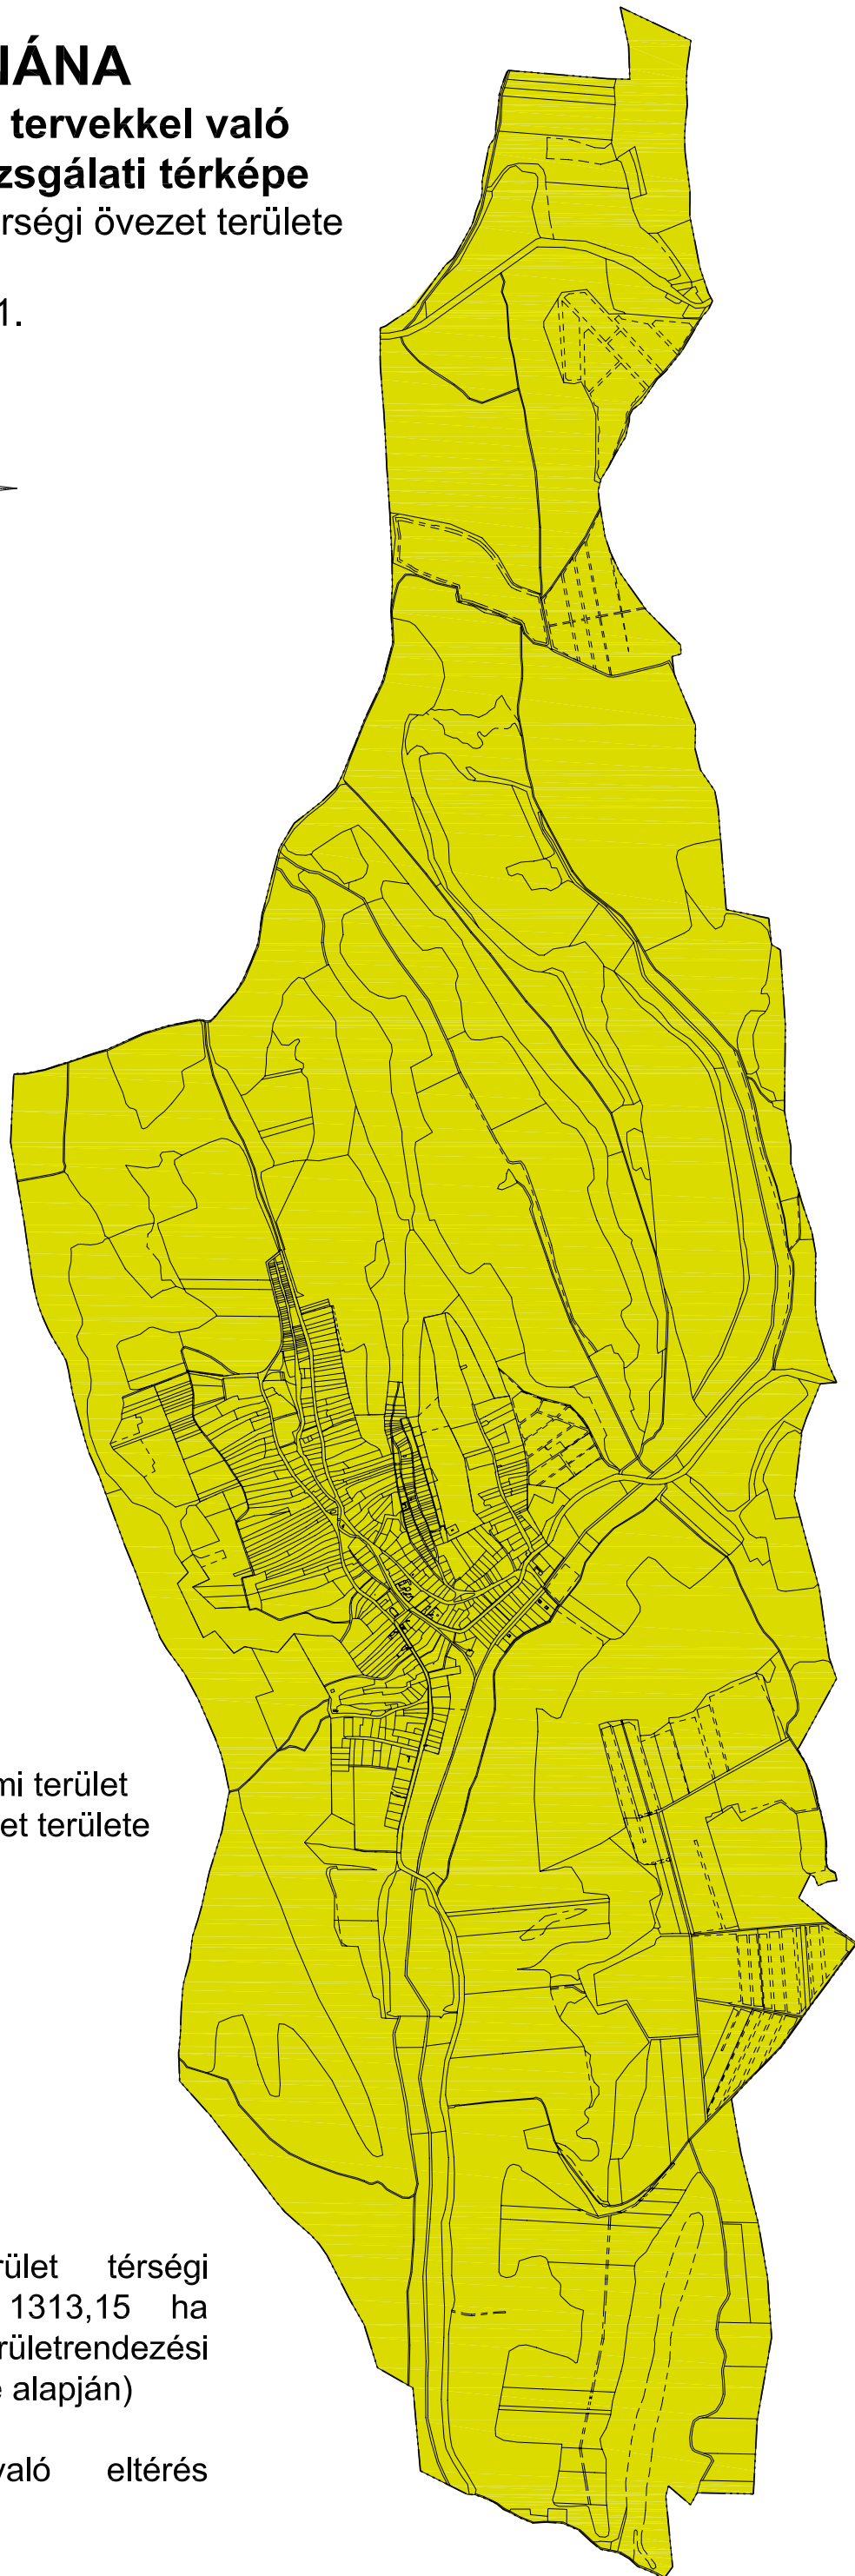 NÁNA
tervekkel való
zsgálati térképe
rségi övezet területe
1.
mi terület
et területe
rület térségi
1313,15 ha
rületrendezési
e alapján)
való eltérés